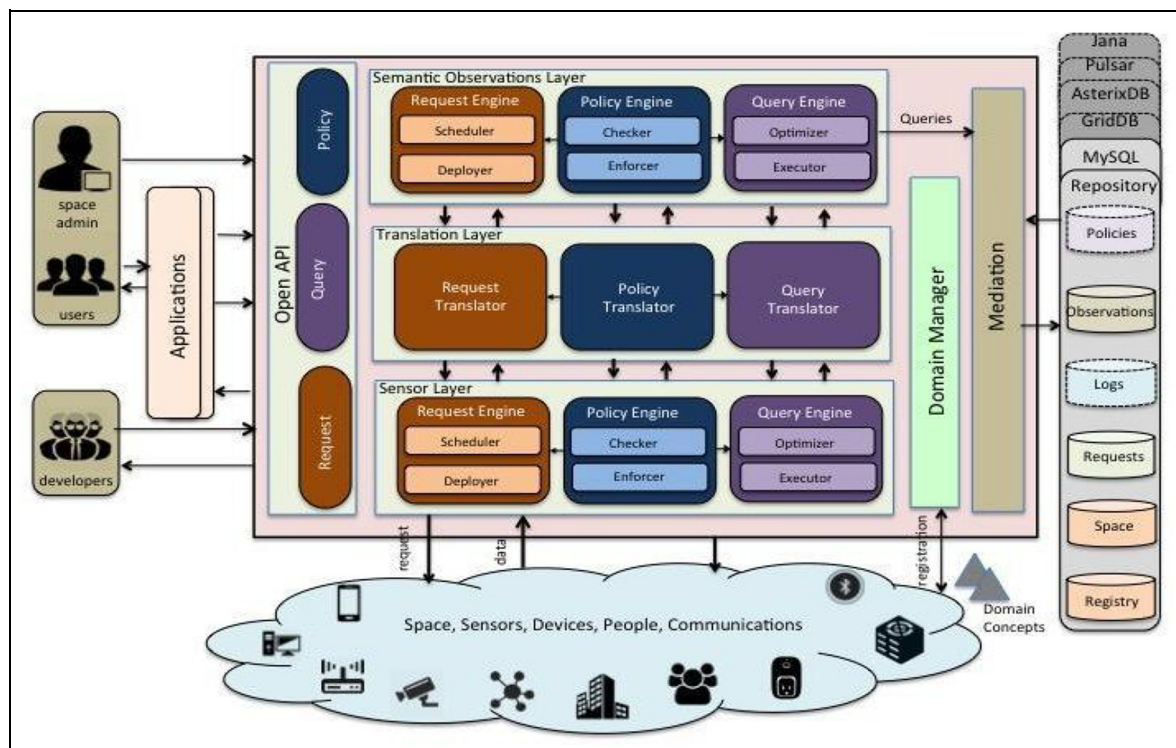 space
admin
users
developers
Applications
Open API
Policy
Query
Request
Semantic Observations Layer
Request Engine
Scheduler
Deployer
Policy Engine
Checker
Enforcer
Query Engine
Optimizer
Executor
Queries
Translation Layer
Request
Translator
Policy
Translator
Query
Translator
Sensor Layer
Request Engine
Scheduler
Deployer
Policy Engine
Checker
Enforcer
Query Engine
Optimizer
Executor
Domain Manager
Mediation
Jana
Pulsar
AsterixDB
GridDB
MySQL
Repository
Policies
Observations
Logs
Requests
Space
Registry
request
data
registration
Domain
Concepts
Space, Sensors, Devices, People, Communications